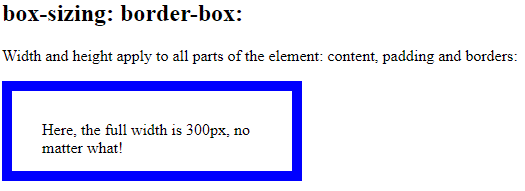 box-sizing: border-box:
Width and height apply to all parts of the element: content, padding and borders:
Here, the full width is 300px, no
matter what!